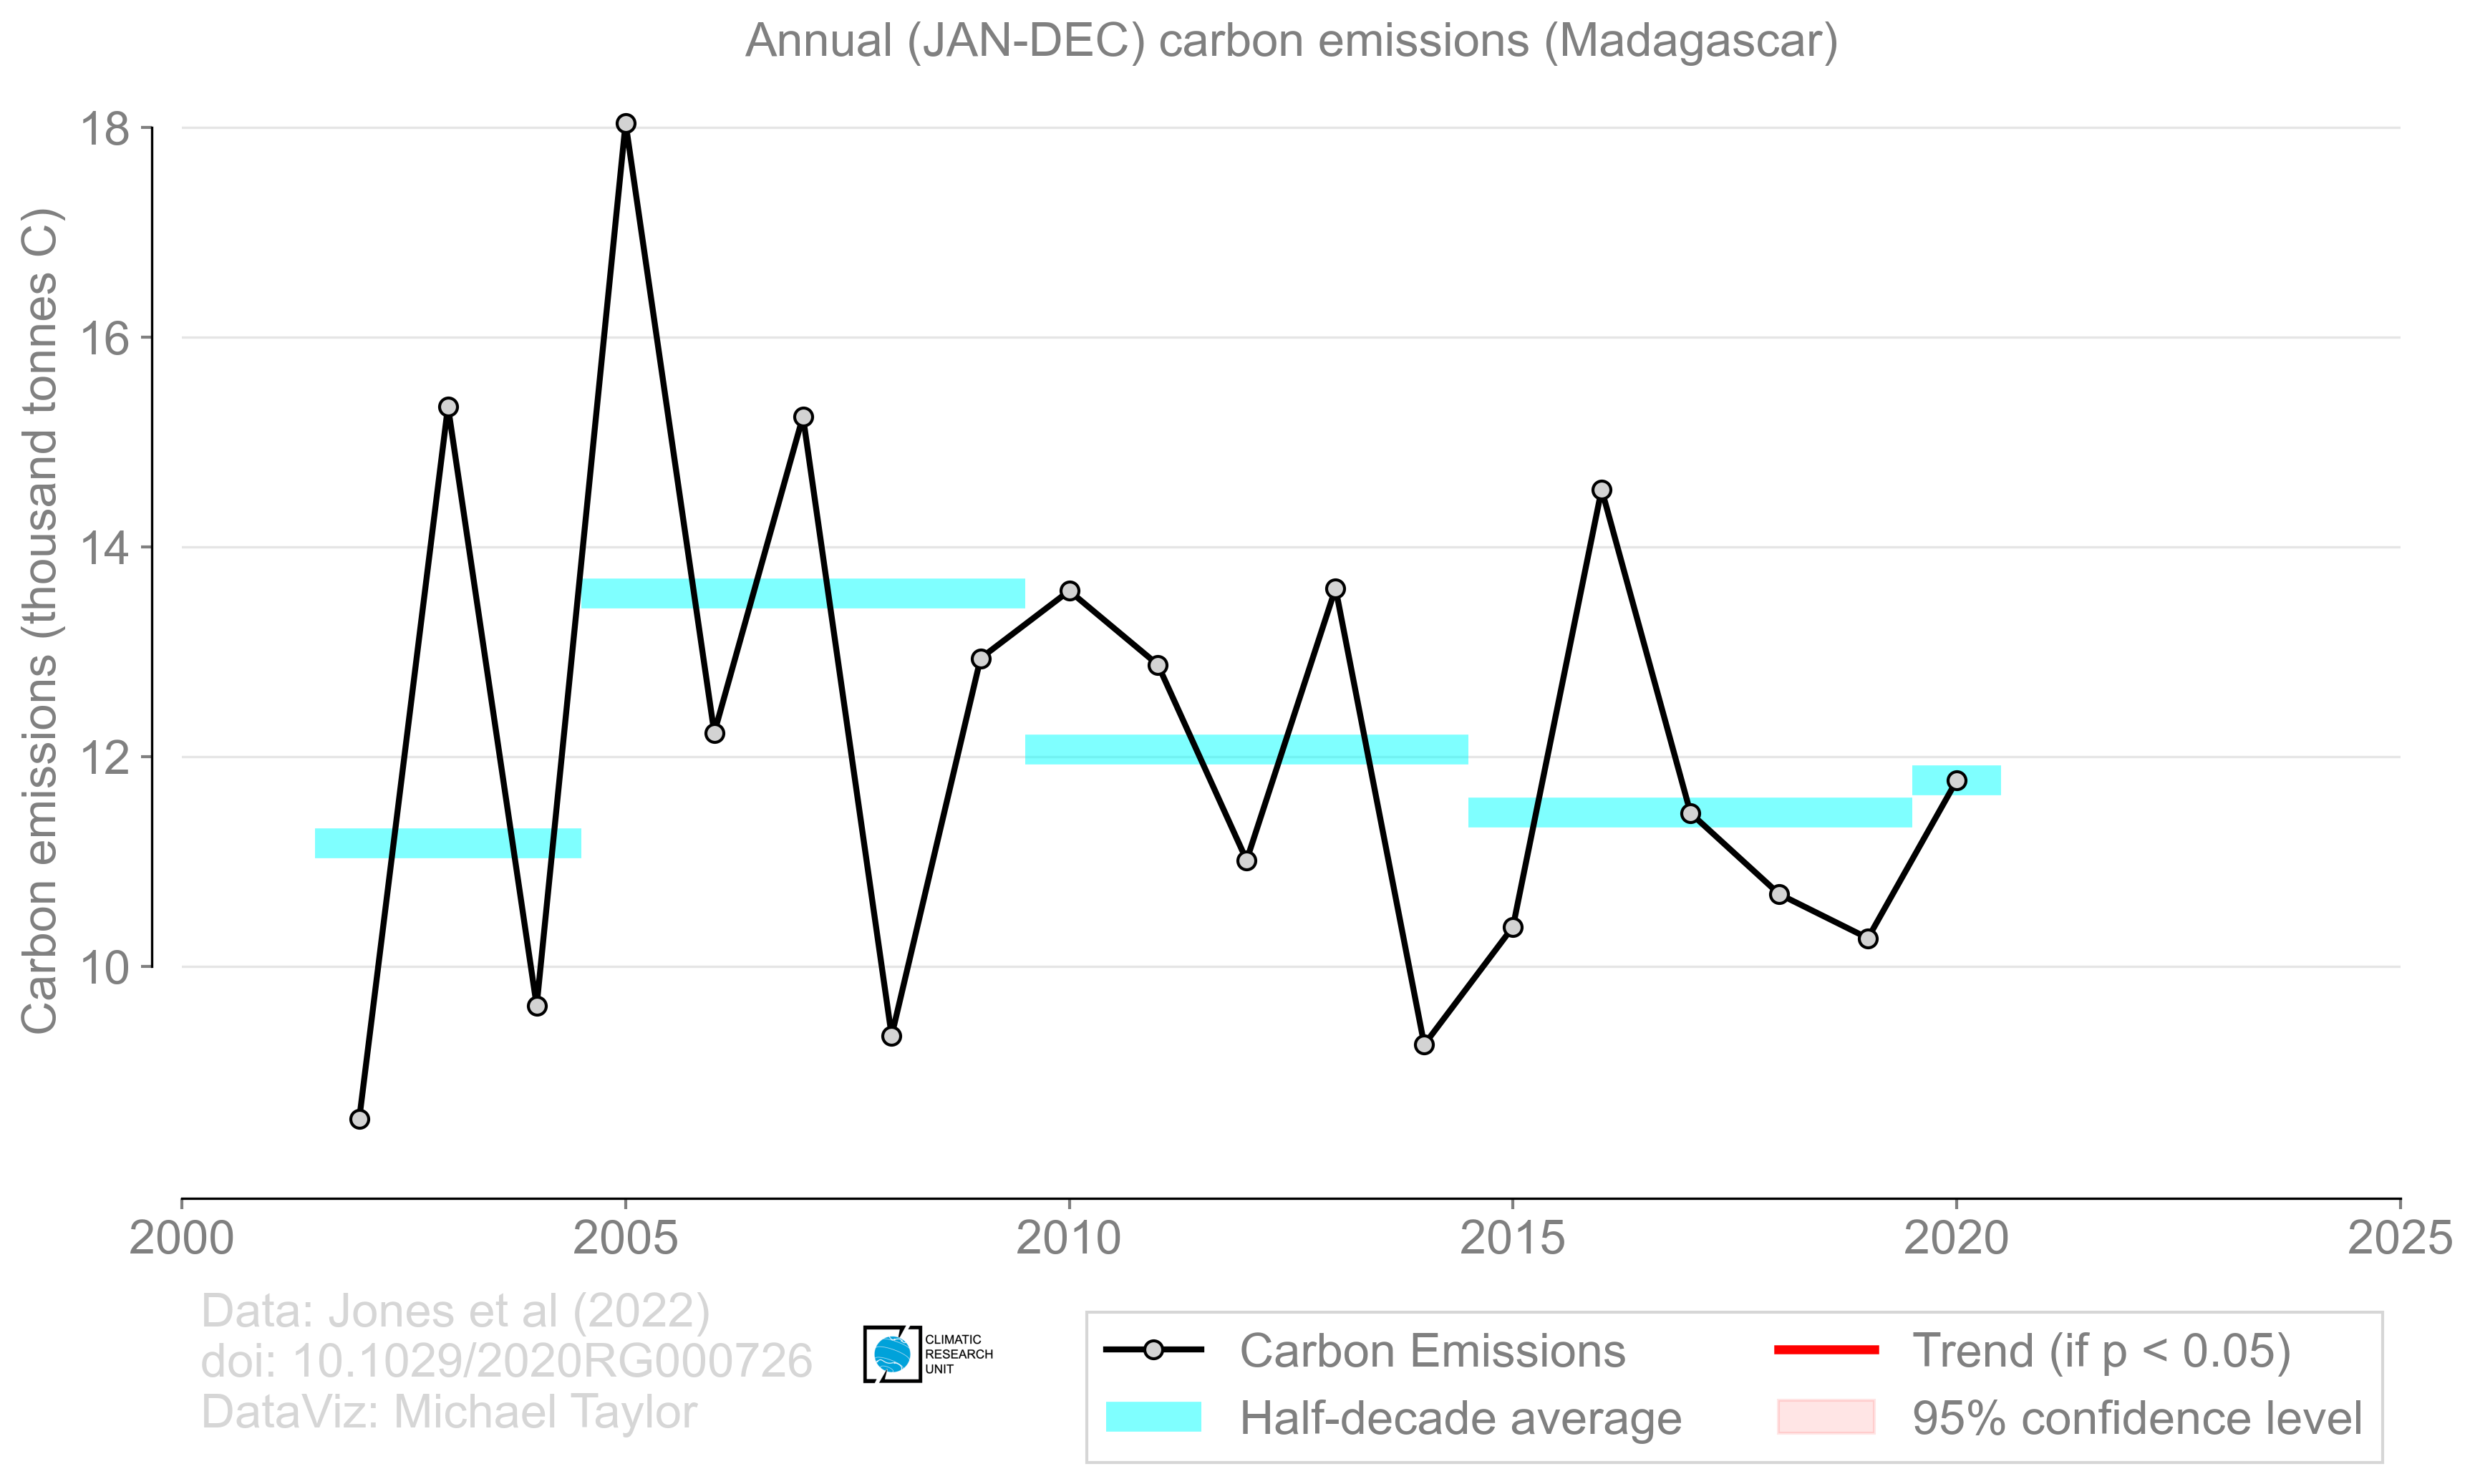 Annual (JAN-DEC) carbon emissions (Madagascar)
Carbon emissions (thousand tonnes C)
18
16
14
12
10
2000 2005 2010 2015 2020 2025
Data: Jones et al (2022)
doi: 10.1029/2020RG000726
DataViz: Michael Taylor
CLIMATIC
RESEARCH
UNIT
Carbon Emissions
Half-decade average
Trend (if p < 0.05)
95% confidence level